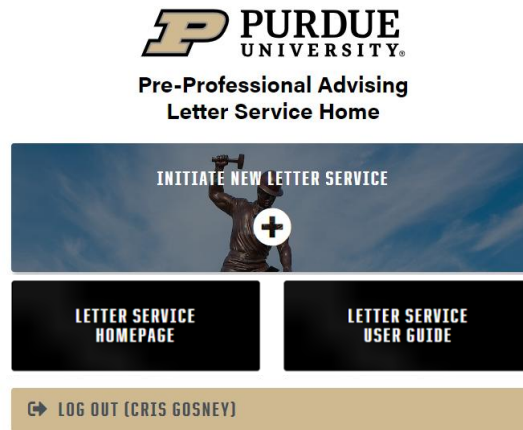 PURDUE
UNIVERSITY®
Pre-Professional Advising
Letter Service Home
INITIATE NEW LETTER SERVICE
LETTER SERVICE
HOMEPAGE
LETTER SERVICE
USER GUIDE
LOG OUT (CRIS GOSNEY)